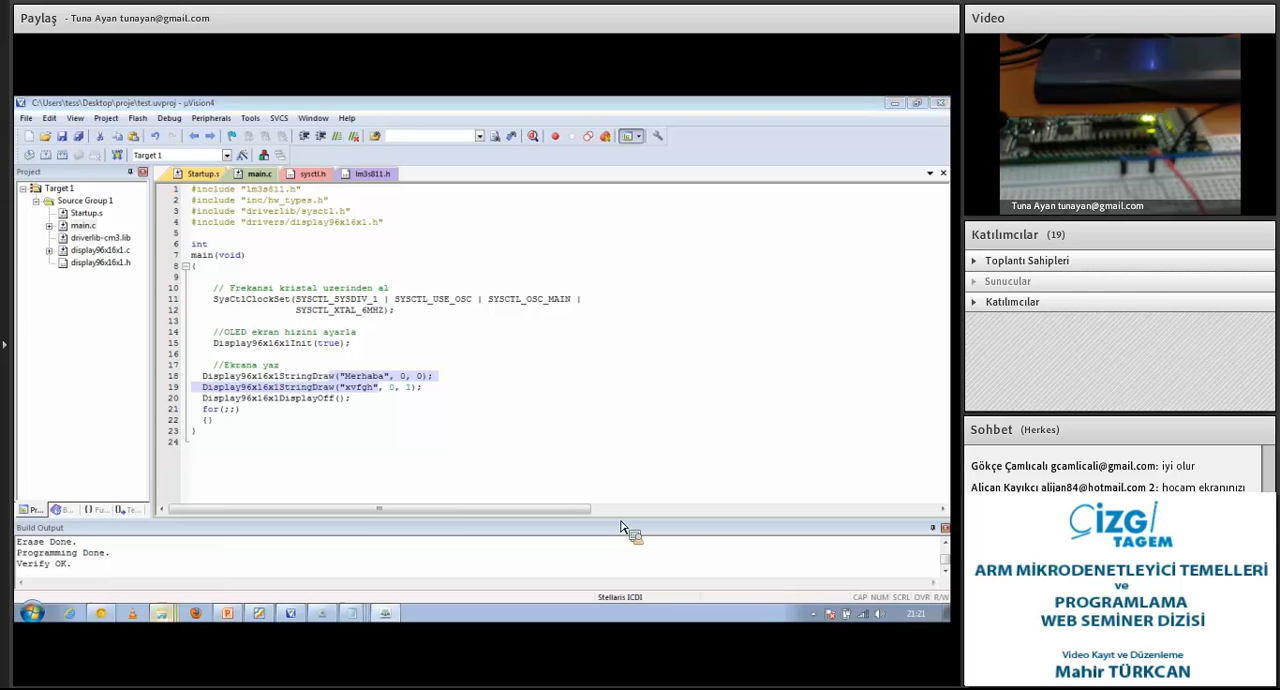 Paylaş - Tuna Ayan tunayan@gmail.com
C:\Users\tess\Desktop\proje\test.uvproj - µVision4
File Edit View Project Flash Debug Peripherals Tools SVCS Window Help
Target 1
Project
Target 1
Source Group 1
Startup.s
main.c
driverlib-cm3.lib
display96x16x1.c
display96x16x1.h
Pr... B... {} Fu... Te...
Startup.s main.c sysctl.h lm3s811.h
1 #include "lm3s811.h"
2 #include "inc/hw_types.h"
3 #include "driverlib/sysctl.h"
4 #include "drivers/display96x16x1.h"
5
6 int
7 main(void)
8 {
9
10 // Frekansi kristal uzerinden al
11 SysCtlClockSet(SYSCTL_SYSDIV_1 | SYSCTL_USE_OSC | SYSCTL_OSC_MAIN |
12 SYSCTL_XTAL_6MHZ);
13
14 //OLED ekran hizini ayarla
15 Display96x16x1Init(true);
16
17 //Ekrana yaz
18 Display96x16x1StringDraw("Merhaba", 0, 0);
19 Display96x16x1StringDraw("xvfgh", 0, 1);
20 Display96x16x1DisplayOff();
21 for(;;)
22 {}
23 }
24
Build Output
Erase Done.
Programming Done.
Verify OK.
Stellaris ICDI
CAP NUM SCRL OVR R/W
21:21
Video
Tuna Ayan tunayan@gmail.com
Katılımcılar (19)
Toplantı Sahipleri
Sunucular
Katılımcılar
Sohbet (Herkes)
Gökçe Çamlıcalı gcamlicali@gmail.com: iyi olur
Alican Kayıkcı alijan84@hotmail.com 2: hocam ekranınızı
ÇİZGİ
TAGEM
ARM MİKRODENETLEYİCİ TEMELLERİ
ve
PROGRAMLAMA
WEB SEMİNER DİZİSİ
Video Kayıt ve Düzenleme
Mahir TÜRKCAN